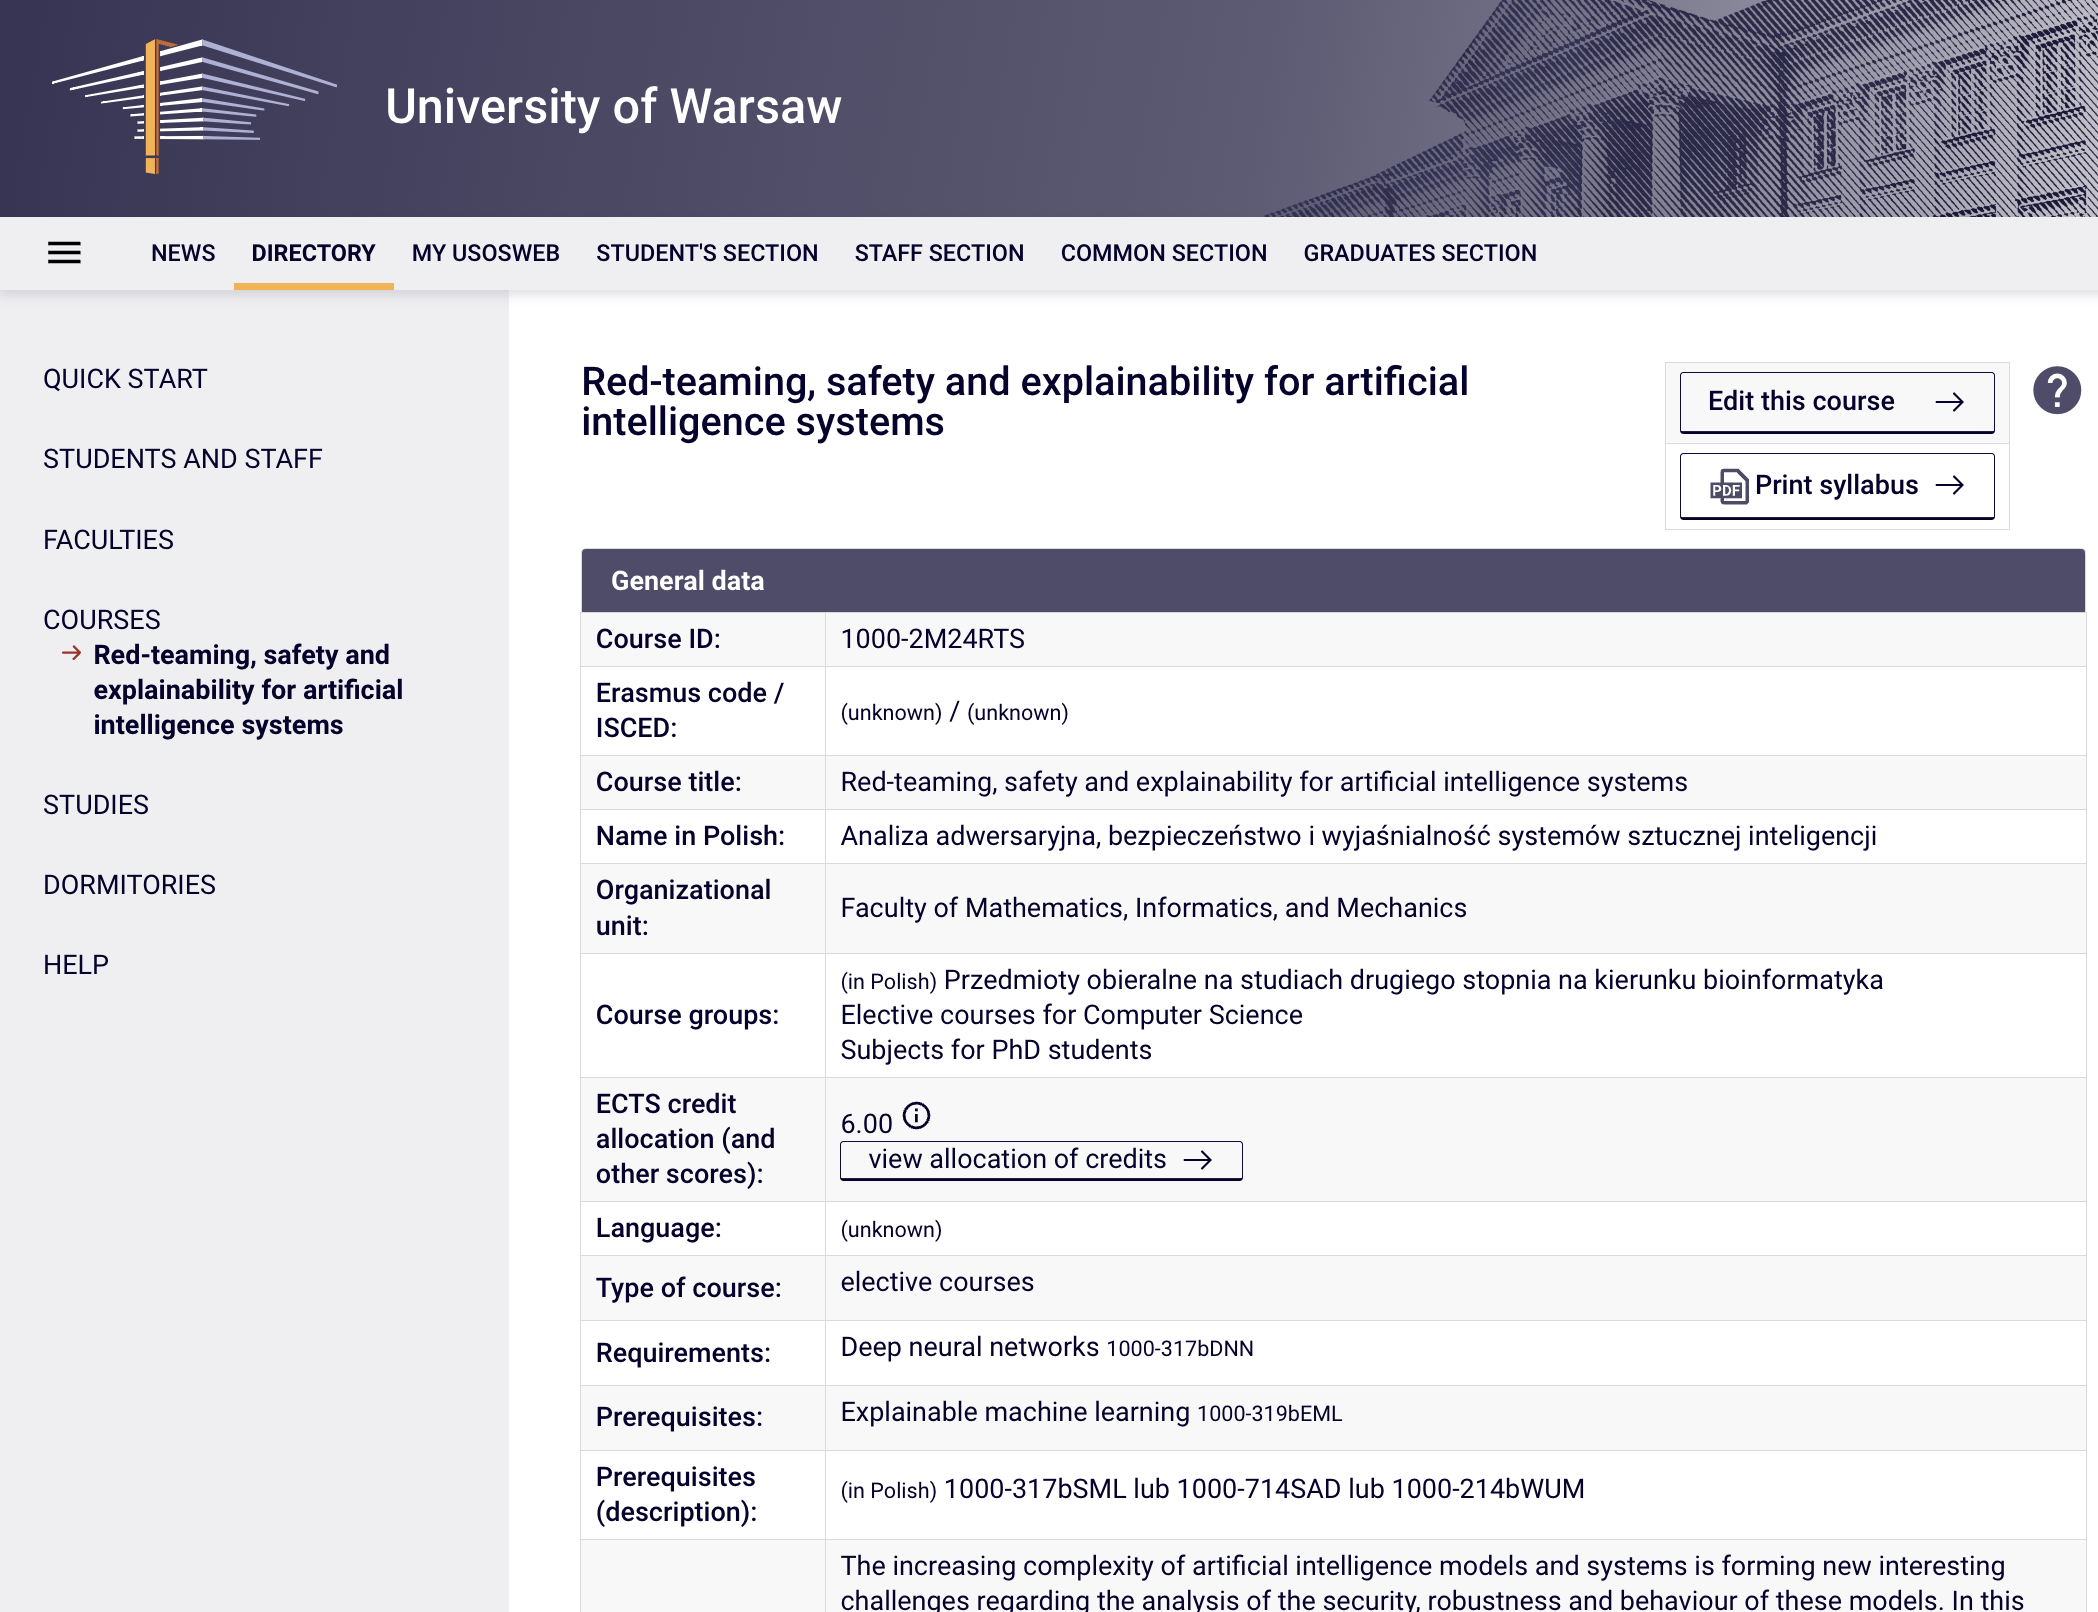 University of Warsaw
NEWS DIRECTORY MY USOSWEB STUDENT'S SECTION STAFF SECTION COMMON SECTION GRADUATES SECTION
QUICK START
STUDENTS AND STAFF
FACULTIES
COURSES
Red-teaming, safety and
explainability for artificial
intelligence systems
STUDIES
DORMITORIES
HELP
Red-teaming, safety and explainability for artificial
intelligence systems
Edit this course
PDF Print syllabus
?
General data
Course ID: 1000-2M24RTS
Erasmus code /
ISCED:
(unknown) / (unknown)
Course title: Red-teaming, safety and explainability for artificial intelligence systems
Name in Polish: Analiza adwersaryjna, bezpieczeństwo i wyjaśnialność systemów sztucznej inteligencji
Organizational
unit:
Faculty of Mathematics, Informatics, and Mechanics
Course groups:
(in Polish) Przedmioty obieralne na studiach drugiego stopnia na kierunku bioinformatyka
Elective courses for Computer Science
Subjects for PhD students
ECTS credit
allocation (and
other scores):
6.00
view allocation of credits
Language: (unknown)
Type of course: elective courses
Requirements: Deep neural networks 1000-317bDNN
Prerequisites: Explainable machine learning 1000-319bEML
Prerequisites
(description):
(in Polish) 1000-317bSML lub 1000-714SAD lub 1000-214bWUM
The increasing complexity of artificial intelligence models and systems is forming new interesting
challenges regarding the analysis of the security, robustness and behaviour of these models. In this